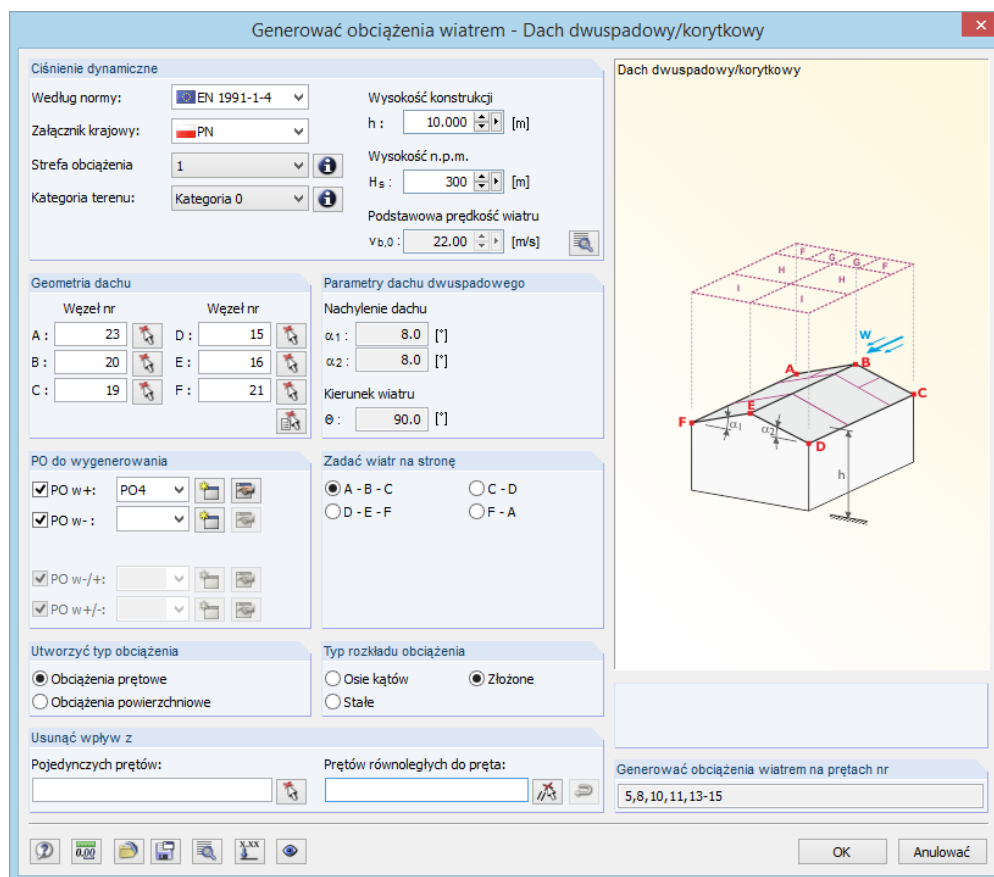 Generować obciążenia wiatrem - Dach dwuspadowy/korytkowy
Ciśnienie dynamiczne
Według normy:
EN 1991-1-4
Załącznik krajowy:
PN
Strefa obciążenia
1
Kategoria terenu:
Kategoria 0
Wysokość konstrukcji
h :
10.000
[m]
Wysokość n.p.m.
Hs :
300
[m]
Podstawowa prędkość wiatru
vb,0 :
22.00
[m/s]
Geometria dachu
Węzeł nr
Węzeł nr
A : 23
D : 15
B : 20
E : 16
C : 19
F : 21
Parametry dachu dwuspadowego
Nachylenie dachu
α1 : 8.0 [°]
α2 : 8.0 [°]
Kierunek wiatru
Θ : 90.0 [°]
PO do wygenerowania
PO w+: PO4
PO w- :
PO w-/+:
PO w+/-:
Zadać wiatr na stronę
A - B - C
C - D
D - E - F
F - A
Utworzyć typ obciążenia
Obciążenia prętowe
Obciążenia powierzchniowe
Typ rozkładu obciążenia
Osie kątów
Złożone
Stałe
Usunąć wpływ z
Pojedynczych prętów:
Prętów równoległych do pręta:
Dach dwuspadowy/korytkowy
F
G
G
F
H
H
I
I
W
A
B
C
E
F
D
α1
α2
h
Generować obciążenia wiatrem na prętach nr
5,8,10,11,13-15
0.00
x.xx
OK
Anulować